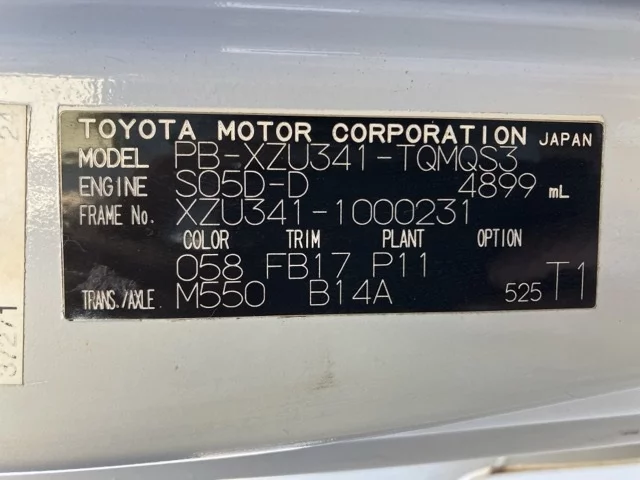 TOYOTA MOTOR CORPORATION JAPAN
MODEL PB-XZU341-TQMQS3
ENGINE S05D-D 4899 mL
FRAME No. XZU341-1000231
COLOR TRIM PLANT OPTION
058 FB17 P11
TRANS./AXLE M550 B14A 525 T1